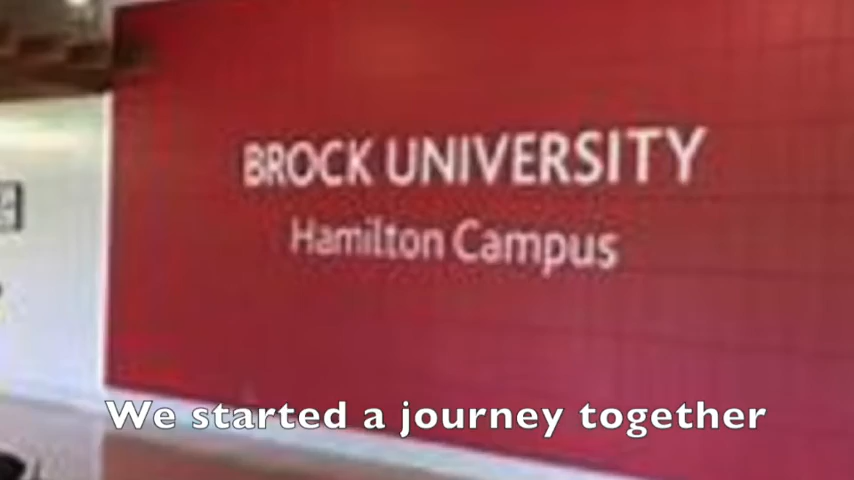 BROCK UNIVERSITY
Hamilton Campus
We started a journey together